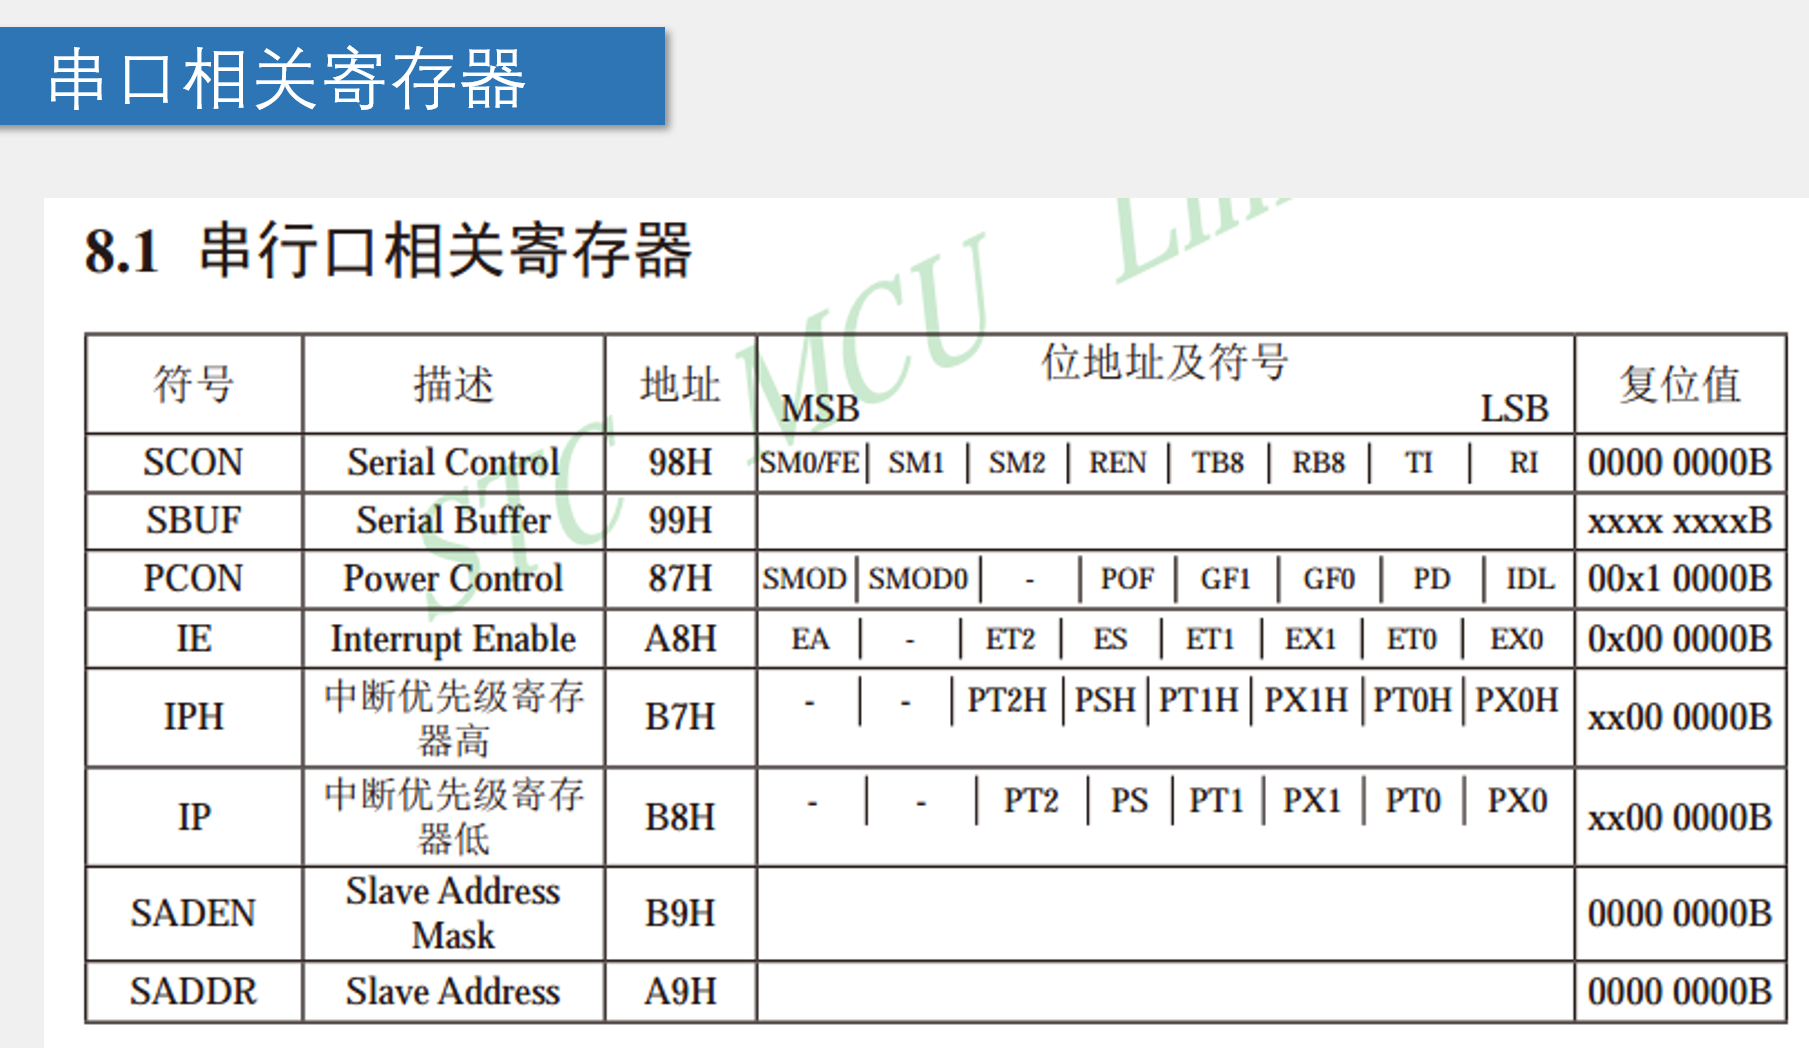 串口相关寄存器
8.1 串行口相关寄存器
符号 描述 地址 位地址及符号 复位值
MSB LSB
SCON Serial Control 98H SM0/FE | SM1 | SM2 | REN | TB8 | RB8 | TI | RI 0000 0000B
SBUF Serial Buffer 99H xxxx xxxxB
PCON Power Control 87H SMOD | SMOD0 | - | POF | GF1 | GF0 | PD | IDL 00x1 0000B
IE Interrupt Enable A8H EA | - | ET2 | ES | ET1 | EX1 | ET0 | EX0 0x00 0000B
IPH 中断优先级寄存 B7H - | - | PT2H | PSH | PT1H | PX1H | PT0H | PX0H xx00 0000B
器高
IP 中断优先级寄存 B8H - | - | PT2 | PS | PT1 | PX1 | PT0 | PX0 xx00 0000B
器低
SADEN Slave Address B9H 0000 0000B
Mask
SADDR Slave Address A9H 0000 0000B
STC MCU